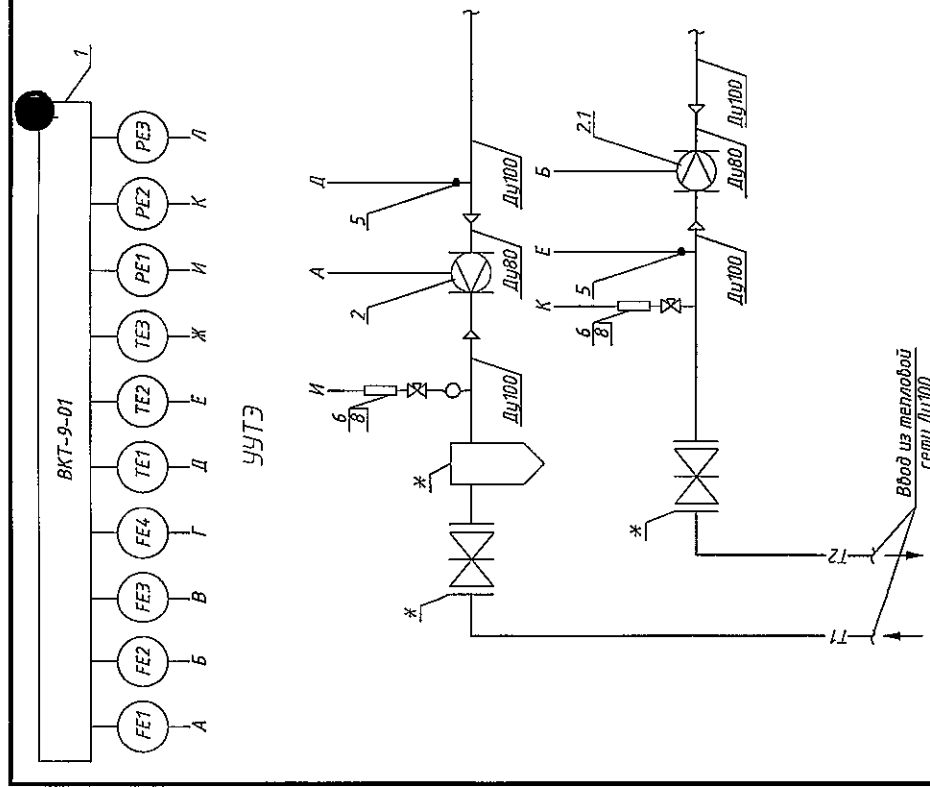 1
ВКТ-9-01
FE1
FE2
FE3
FE4
TE1
TE2
TE3
PE1
PE2
PE3
А
Б
В
Г
Д
Е
Ж
И
К
Л
УУТЭ
И
А
Д
6
8
2
5
*
*
Ду100
Ду80
Ду100
К
Е
Б
6
8
5
2.1
*
Ду100
Ду80
Ду100
Т1
Т2
Ввод из тепловой
сети Ду100